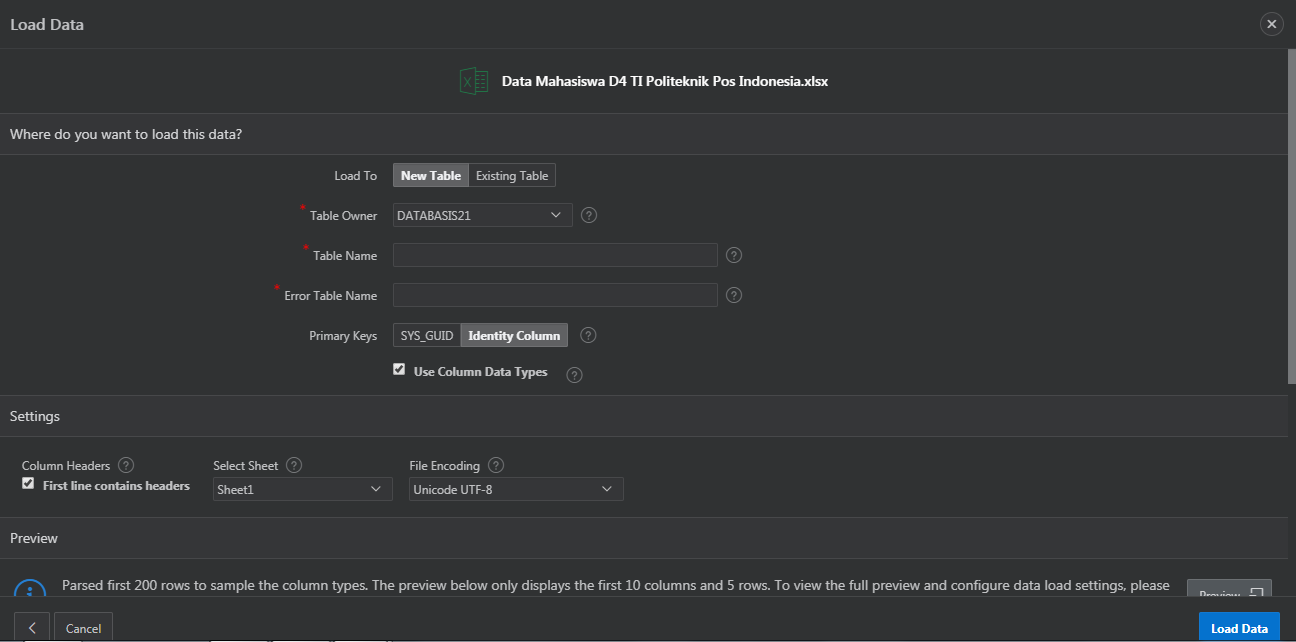 Load Data
Data Mahasiswa D4 TI Politeknik Pos Indonesia.xlsx
Where do you want to load this data?
Load To New Table Existing Table
* Table Owner DATABASIS21 ?
* Table Name ?
* Error Table Name ?
Primary Keys SYS_GUID Identity Column ?
Use Column Data Types ?
Settings
Column Headers ? Select Sheet ? File Encoding ?
First line contains headers Sheet1 Unicode UTF-8
Preview
Parsed first 200 rows to sample the column types. The preview below only displays the first 10 columns and 5 rows. To view the full preview and configure data load settings, please
Preview
Cancel Load Data